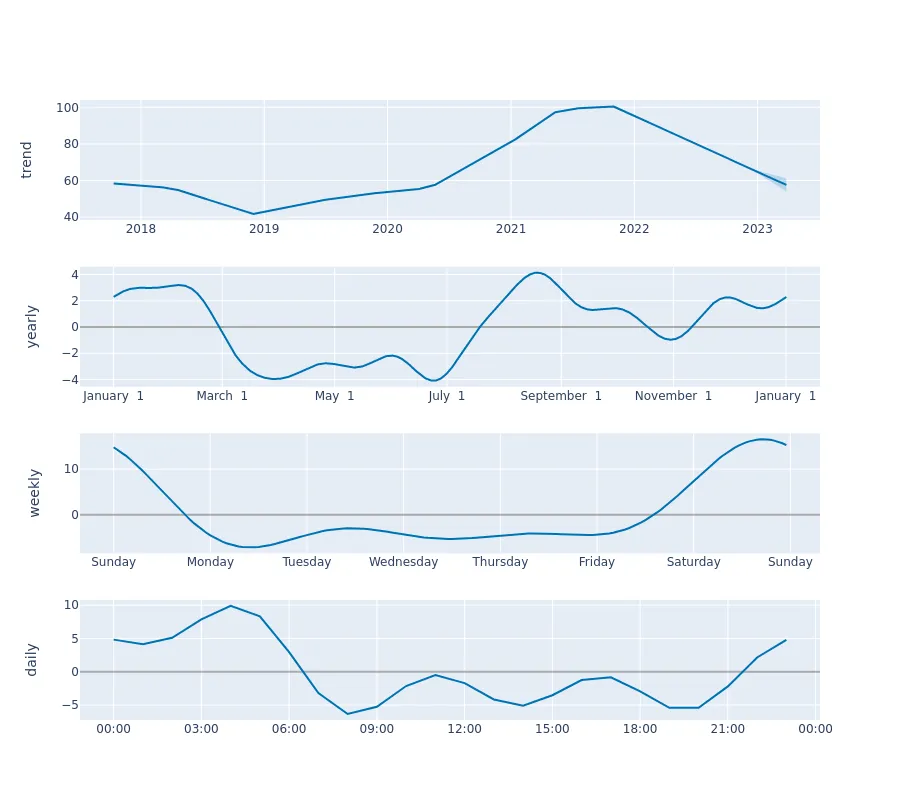 trend
100
80
60
40
2018 2019 2020 2021 2022 2023
yearly
4
2
0
−2
−4
January 1 March 1 May 1 July 1 September 1 November 1 January 1
weekly
10
0
Sunday Monday Tuesday Wednesday Thursday Friday Saturday Sunday
daily
10
5
0
−5
00:00 03:00 06:00 09:00 12:00 15:00 18:00 21:00 00:00